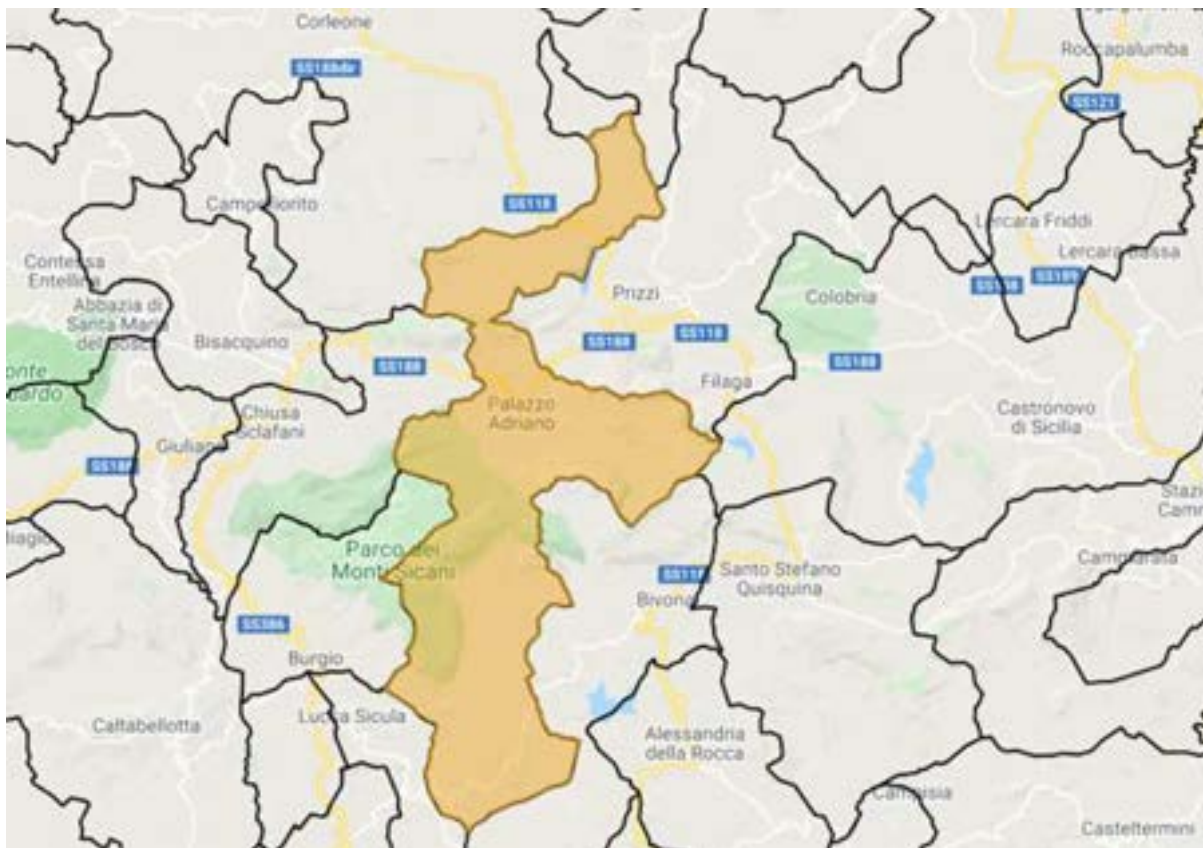 Corleone
Roccapalumba
SS188dir
SS121
Campofiorito
SS118
Lercara Friddi
Lercara Bassa
Contessa
Entellina
Abbazia di
Santa Maria
del Bosco
Prizzi
Colobria
SS189
Bisacquino
SS188
SS118
SS188
SS188
Filaga
Palazzo
Adriano
Chiusa
Sclafani
Castronovo
di Sicilia
Giuliana
Parco dei
Monti Sicani
Cammarata
SS118
Santo Stefano
Quisquina
Bivona
SS386
Burgio
Lucca Sicula
Caltabellotta
Alessandria
della Rocca
Campisia
Casteltermini